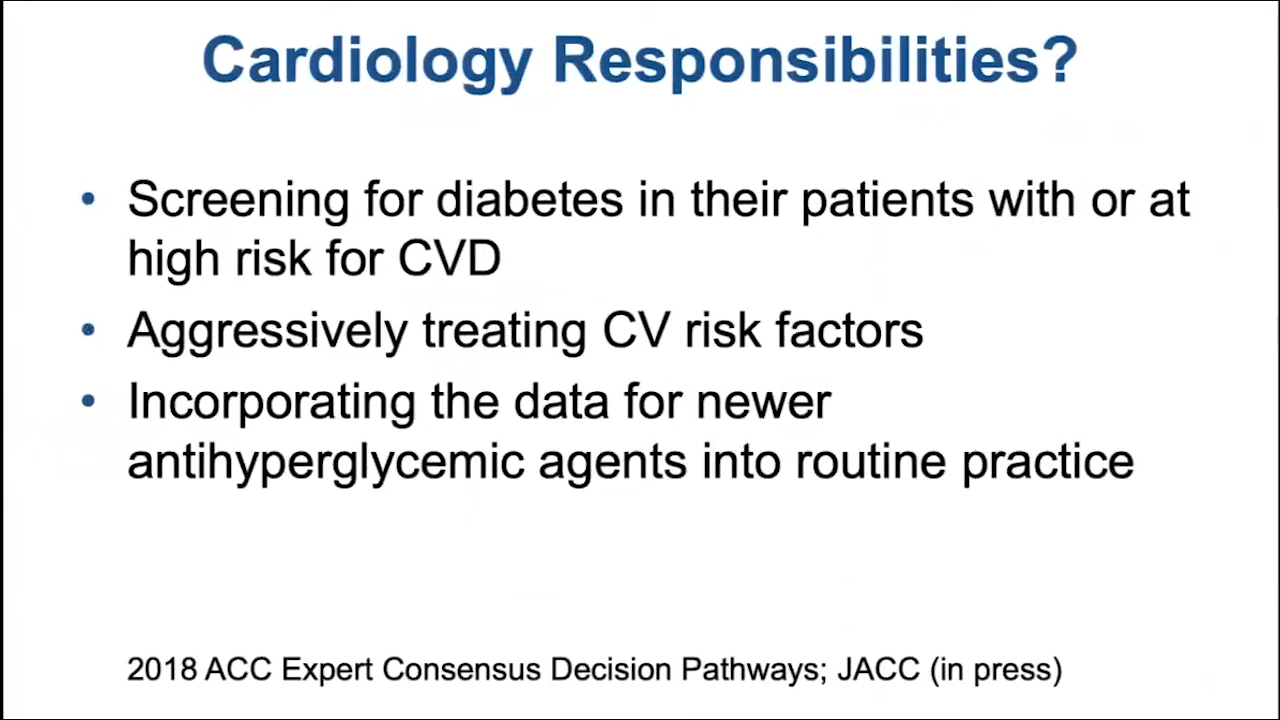 Cardiology Responsibilities?
• Screening for diabetes in their patients with or at
high risk for CVD
• Aggressively treating CV risk factors
• Incorporating the data for newer
antihyperglycemic agents into routine practice
2018 ACC Expert Consensus Decision Pathways; JACC (in press)